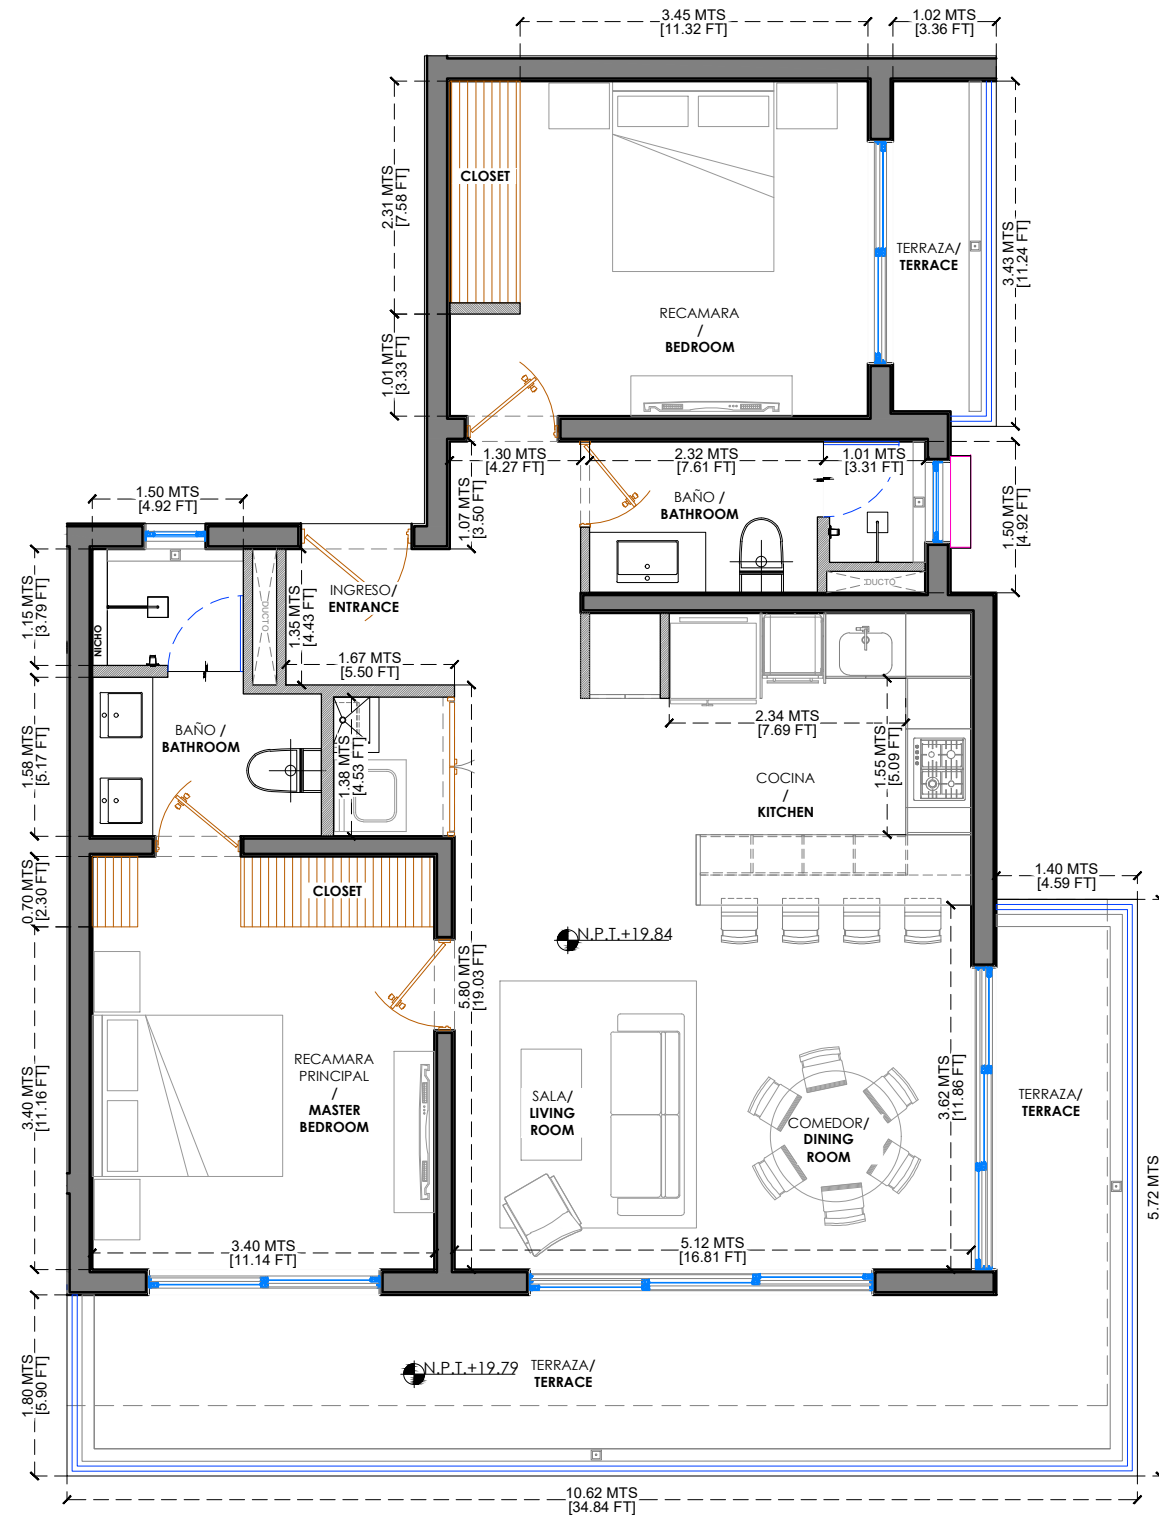 3.45 MTS
[11.32 FT]
1.02 MTS
[3.36 FT]
2.31 MTS
[7.58 FT]
CLOSET
TERRAZA/
TERRACE
3.43 MTS
[11.24 FT]
RECAMARA
/
BEDROOM
1.01 MTS
[3.33 FT]
1.30 MTS
[4.27 FT]
2.32 MTS
[7.61 FT]
1.01 MTS
[3.31 FT]
1.07 MTS
[3.50 FT]
BAÑO /
BATHROOM
1.50 MTS
[4.92 FT]
1.50 MTS
[4.92 FT]
DUCTO
INGRESO/
ENTRANCE
1.15 MTS
[3.79 FT]
NICHO
DUCTO
1.35 MTS
[4.43 FT]
1.67 MTS
[5.50 FT]
2.34 MTS
[7.69 FT]
1.58 MTS
[5.17 FT]
BAÑO /
BATHROOM
1.38 MTS
[4.53 FT]
1.55 MTS
[5.09 FT]
COCINA
/
KITCHEN
0.70 MTS
[2.30 FT]
CLOSET
1.40 MTS
[4.59 FT]
N.P.T.+19.84
5.80 MTS
[19.03 FT]
3.40 MTS
[11.16 FT]
RECAMARA
PRINCIPAL
/
MASTER
BEDROOM
SALA/
LIVING
ROOM
COMEDOR/
DINING
ROOM
3.62 MTS
[11.86 FT]
TERRAZA/
TERRACE
5.72 MTS
3.40 MTS
[11.14 FT]
5.12 MTS
[16.81 FT]
1.80 MTS
[5.90 FT]
N.P.T.+19.79
TERRAZA/
TERRACE
10.62 MTS
[34.84 FT]